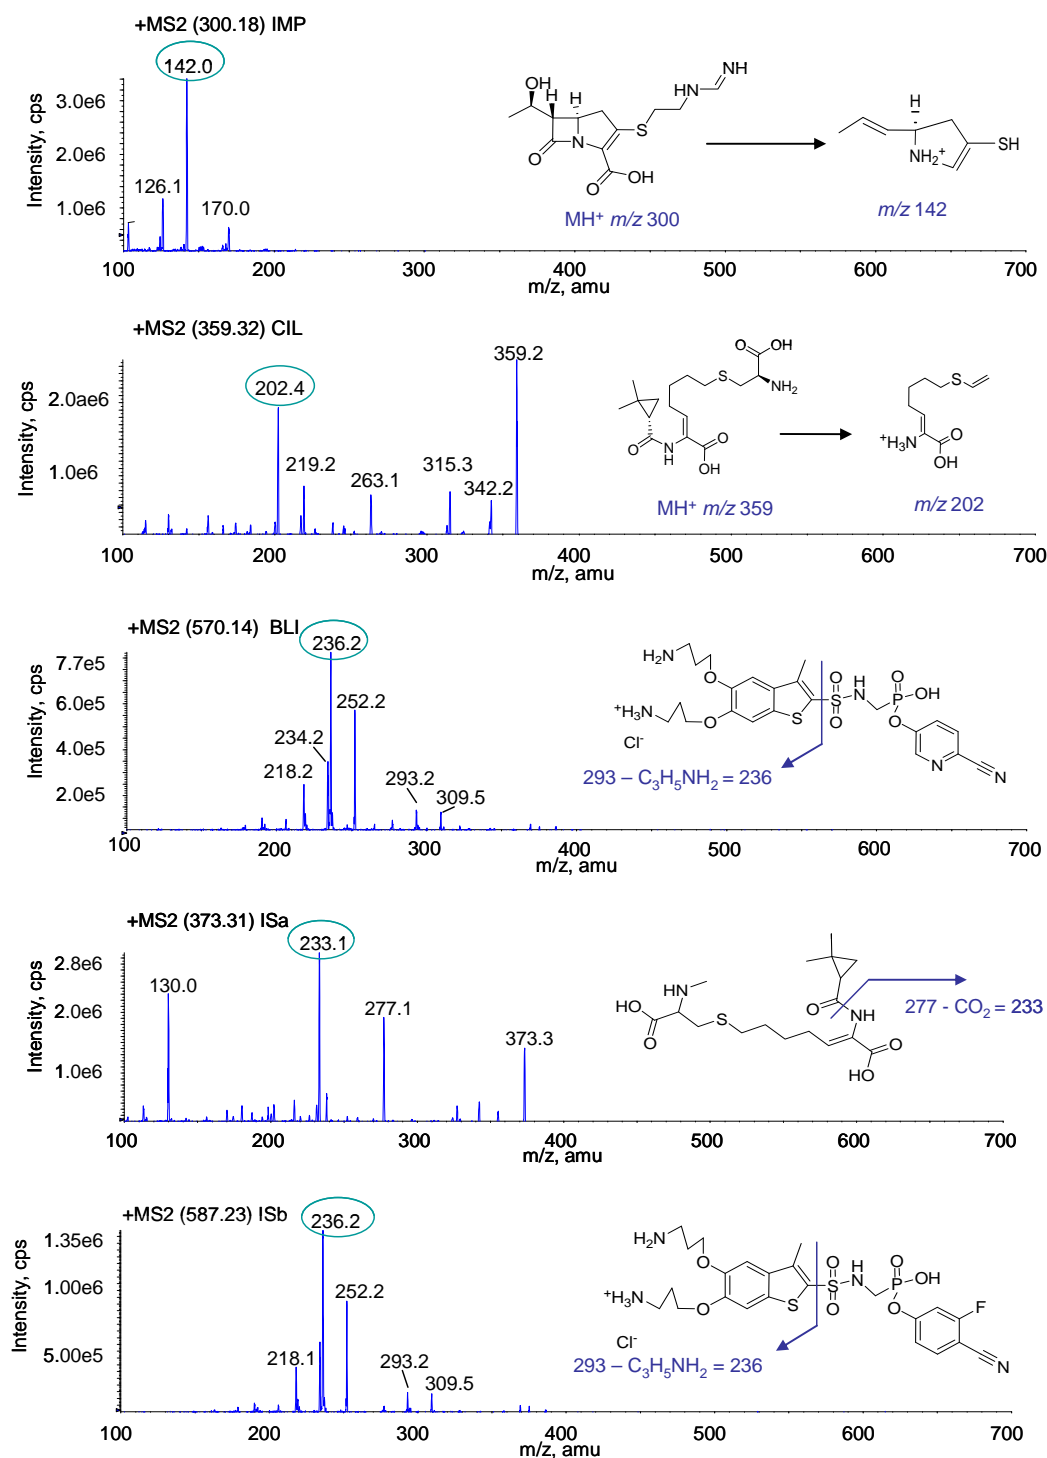 +MS2 (300.18) IMP
142.0
3.0e6
2.0e6
1.0e6
126.1
170.0
Intensity, cps
100 200 300 400 500 600 700
m/z, amu
OH
H
H
HN
NH
S
N
O
O
OH
MH⁺ m/z 300
H
NH₂⁺
SH
m/z 142
+MS2 (359.32) CIL
359.2
202.4
2.0ae6
1.0e6
219.2
263.1
315.3
342.2
Intensity, cps
100 200 300 400 500 600 700
m/z, amu
OH
O
S
NH₂
O
N
H
O
OH
MH⁺ m/z 359
S
⁺H₃N
O
OH
m/z 202
+MS2 (570.14) BLI
236.2
7.7e5
6.0e5
4.0e5
2.0e5
252.2
234.2
218.2
293.2
309.5
Intensity, cps
100 200 300 400 500 600 700
m/z, amu
H₂N
O
⁺H₃N
O
Cl⁻
S
O
S
O
H
N
O
P
OH
O
N
N
293 – C₃H₅NH₂ = 236
+MS2 (373.31) ISa
233.1
2.8e6
2.0e6
1.0e6
130.0
277.1
373.3
Intensity, cps
100 200 300 400 500 600 700
m/z, amu
H
N
HO
O
S
O
NH
O
HO
277 - CO₂ = 233
+MS2 (587.23) ISb
236.2
1.35e6
1.00e6
5.00e5
252.2
218.1
293.2
309.5
Intensity, cps
100 200 300 400 500 600 700
m/z, amu
H₂N
O
⁺H₃N
O
Cl⁻
S
O
S
O
H
N
O
P
OH
O
F
N
293 – C₃H₅NH₂ = 236